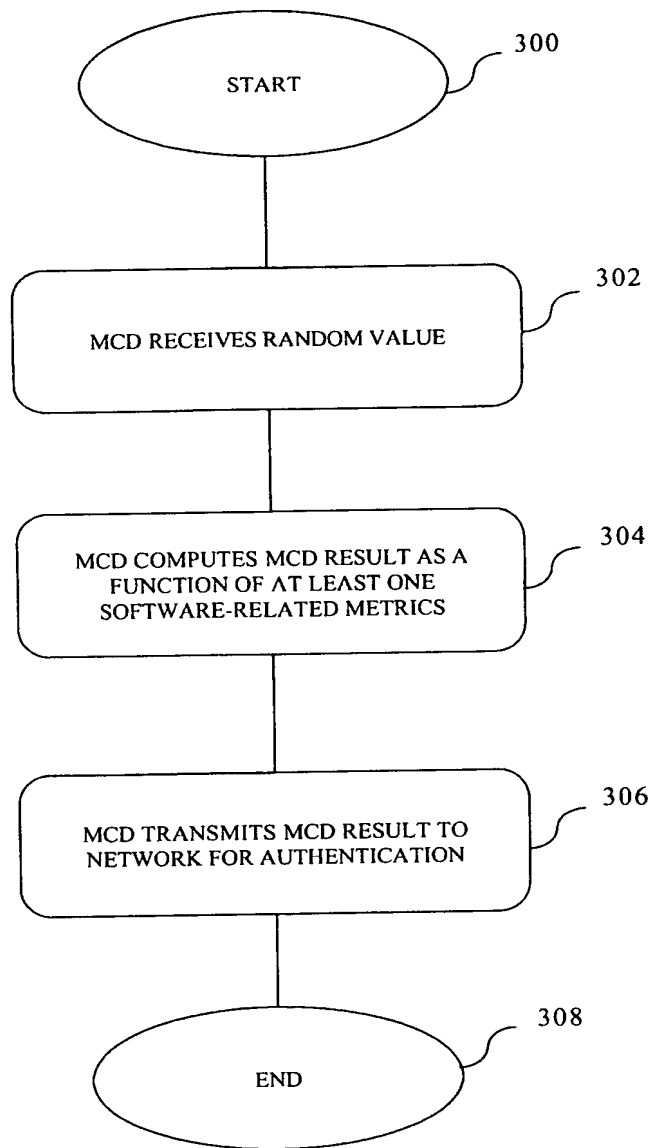 START
300
302
MCD RECEIVES RANDOM VALUE
304
MCD COMPUTES MCD RESULT AS A
FUNCTION OF AT LEAST ONE
SOFTWARE-RELATED METRICS
306
MCD TRANSMITS MCD RESULT TO
NETWORK FOR AUTHENTICATION
308
END